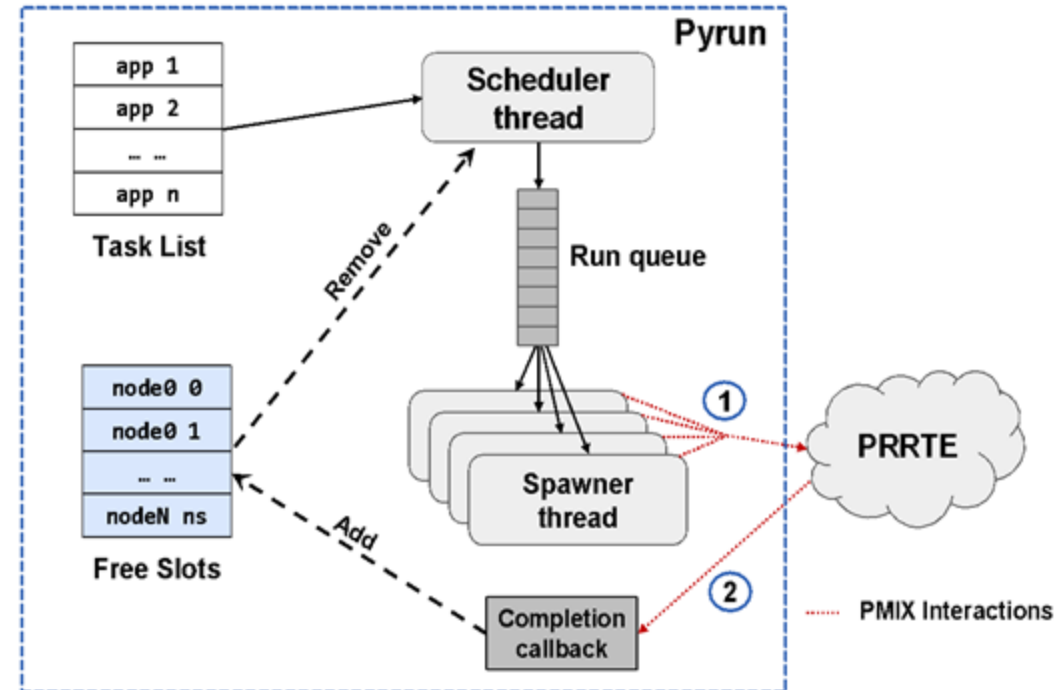 Pyrun
app 1
app 2
… …
app n
Task List
Scheduler
thread
Remove
Run queue
node0 0
node0 1
… …
nodeN ns
Free Slots
1
PRRTE
Spawner
thread
Add
2
Completion
callback
PMIX Interactions